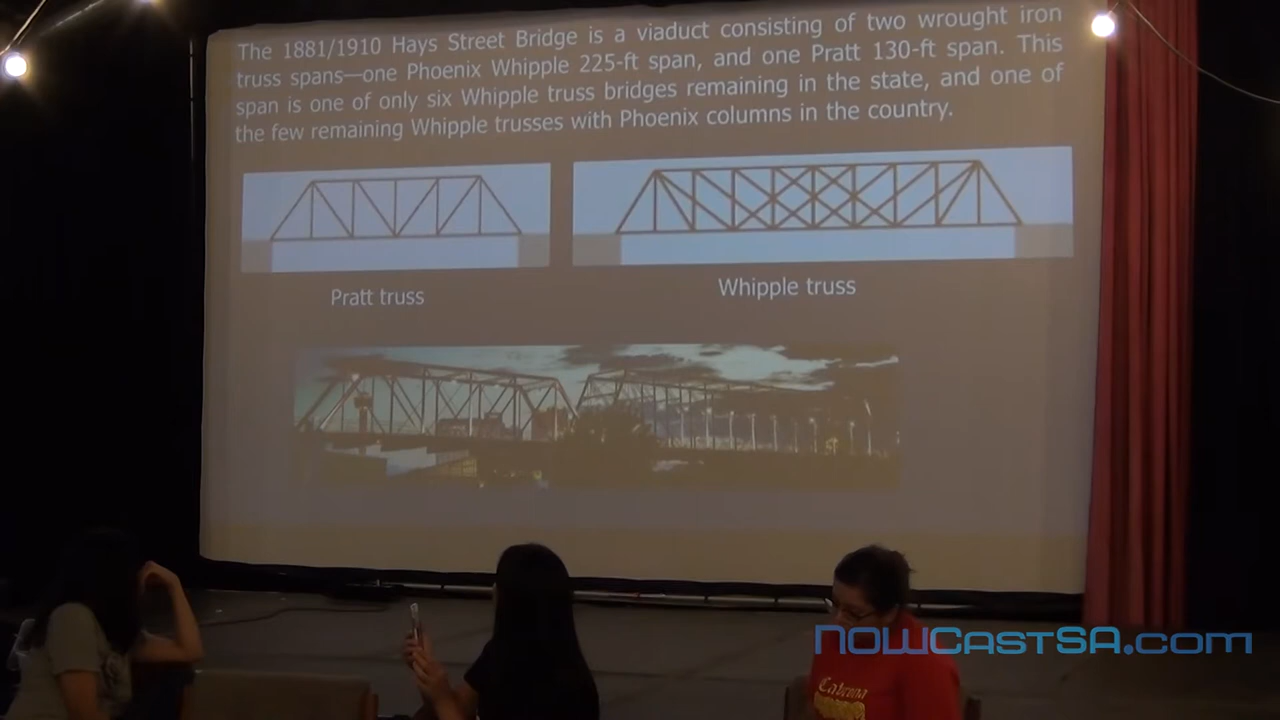 The 1881/1910 Hays Street Bridge is a viaduct consisting of two wrought iron
truss spans—one Phoenix Whipple 225-ft span, and one Pratt 130-ft span. This
span is one of only six Whipple truss bridges remaining in the state, and one of
the few remaining Whipple trusses with Phoenix columns in the country.
Pratt truss
Whipple truss
NOWCASTSA.com
Cabrona